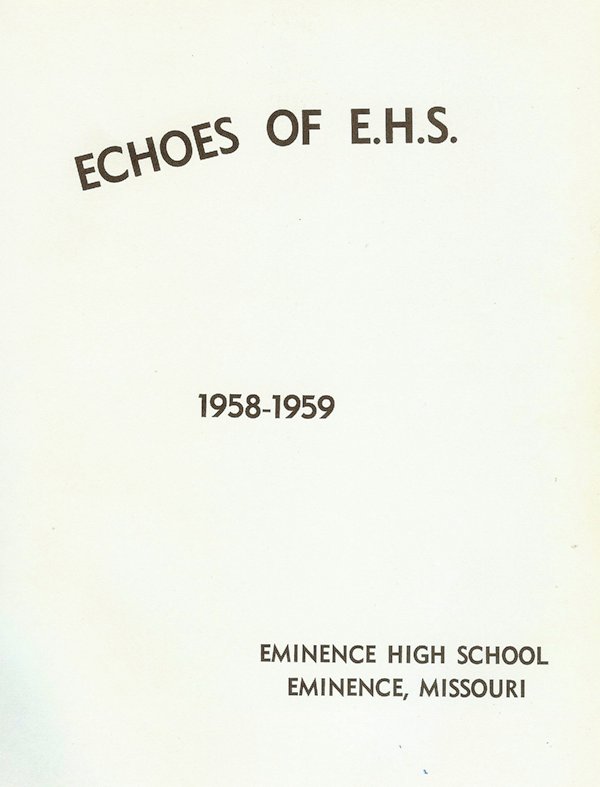 ECHOES OF E.H.S.
1958-1959
EMINENCE HIGH SCHOOL
EMINENCE, MISSOURI